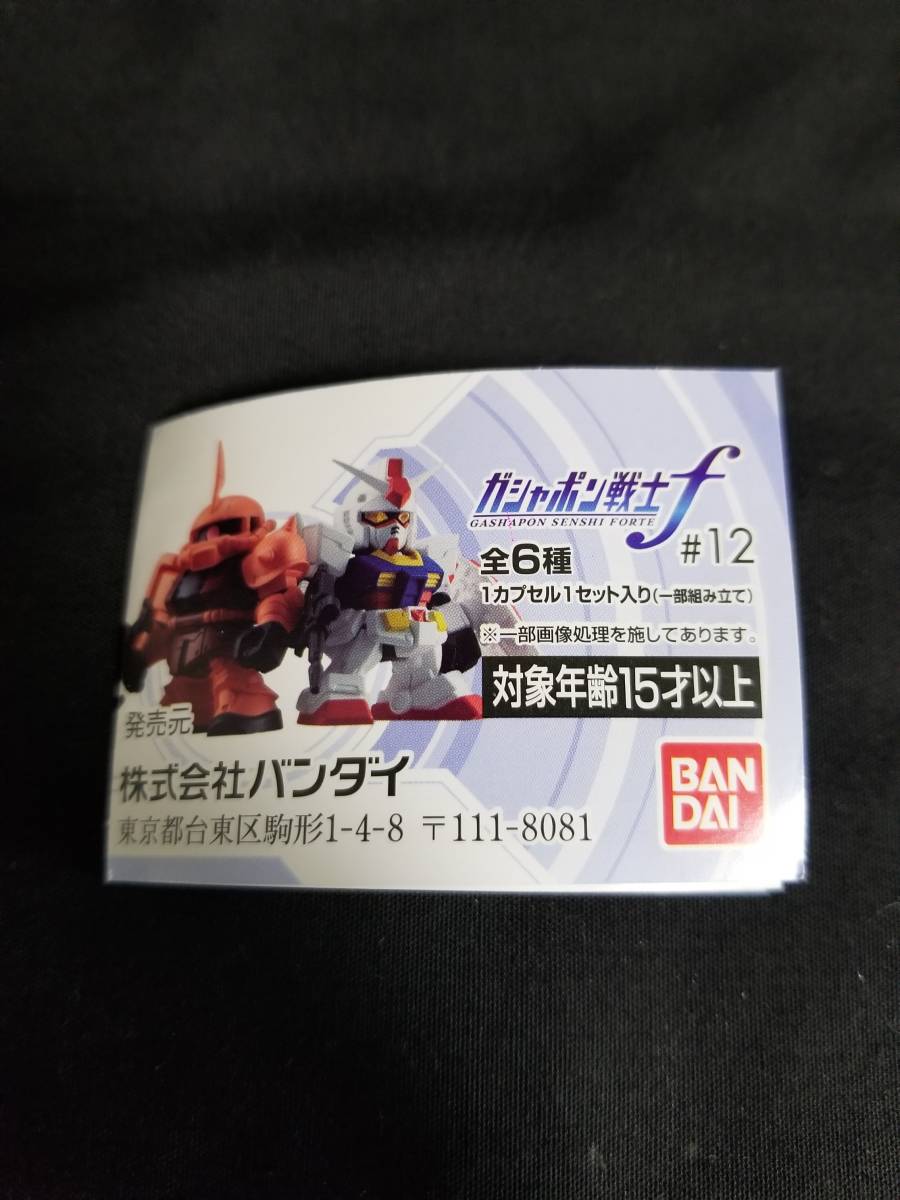 ガシャポン戦士f
GASHAPON SENSHI FORTE
#12
全6種
1カプセル1セット入り(一部組み立て)
※一部画像処理を施してあります。
対象年齢15才以上
発売元
株式会社バンダイ
東京都台東区駒形1-4-8 〒111-8081
BAN
DAI